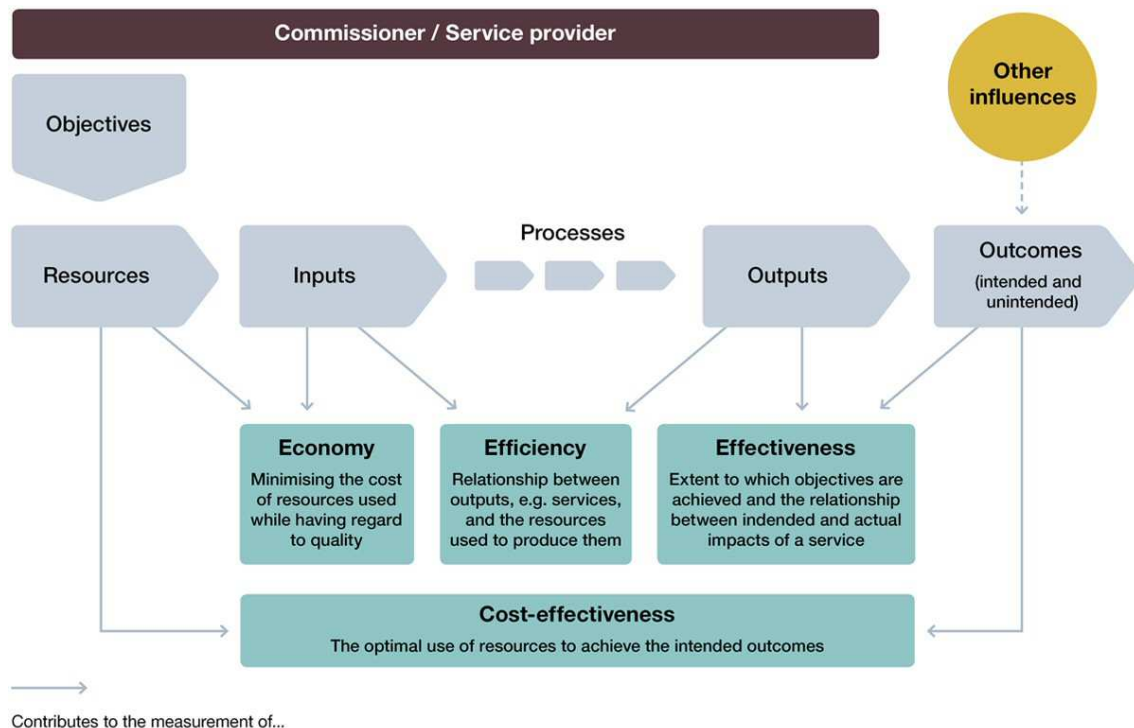 Commissioner / Service provider
Other
influences
Objectives
Resources
Inputs
Processes
Outputs
Outcomes
(intended and
unintended)
Economy
Minimising the cost
of resources used
while having regard
to quality
Efficiency
Relationship between
outputs, e.g. services,
and the resources
used to produce them
Effectiveness
Extent to which objectives are
achieved and the relationship
between indended and actual
impacts of a service
Cost-effectiveness
The optimal use of resources to achieve the intended outcomes
Contributes to the measurement of...